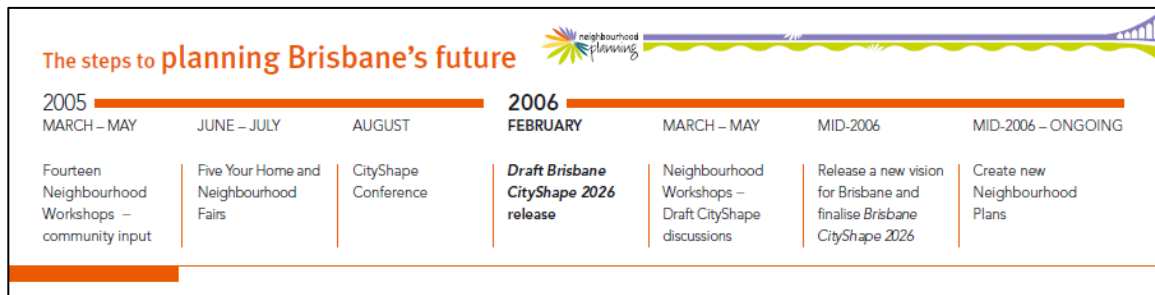 The steps to planning Brisbane's future
neighbourhood
planning
2005
MARCH – MAY
Fourteen
Neighbourhood
Workshops –
community input
JUNE – JULY
Five Your Home and
Neighbourhood
Fairs
AUGUST
CityShape
Conference
2006
FEBRUARY
Draft Brisbane
CityShape 2026
release
MARCH – MAY
Neighbourhood
Workshops –
Draft CityShape
discussions
MID-2006
Release a new vision
for Brisbane and
finalise Brisbane
CityShape 2026
MID-2006 – ONGOING
Create new
Neighbourhood
Plans